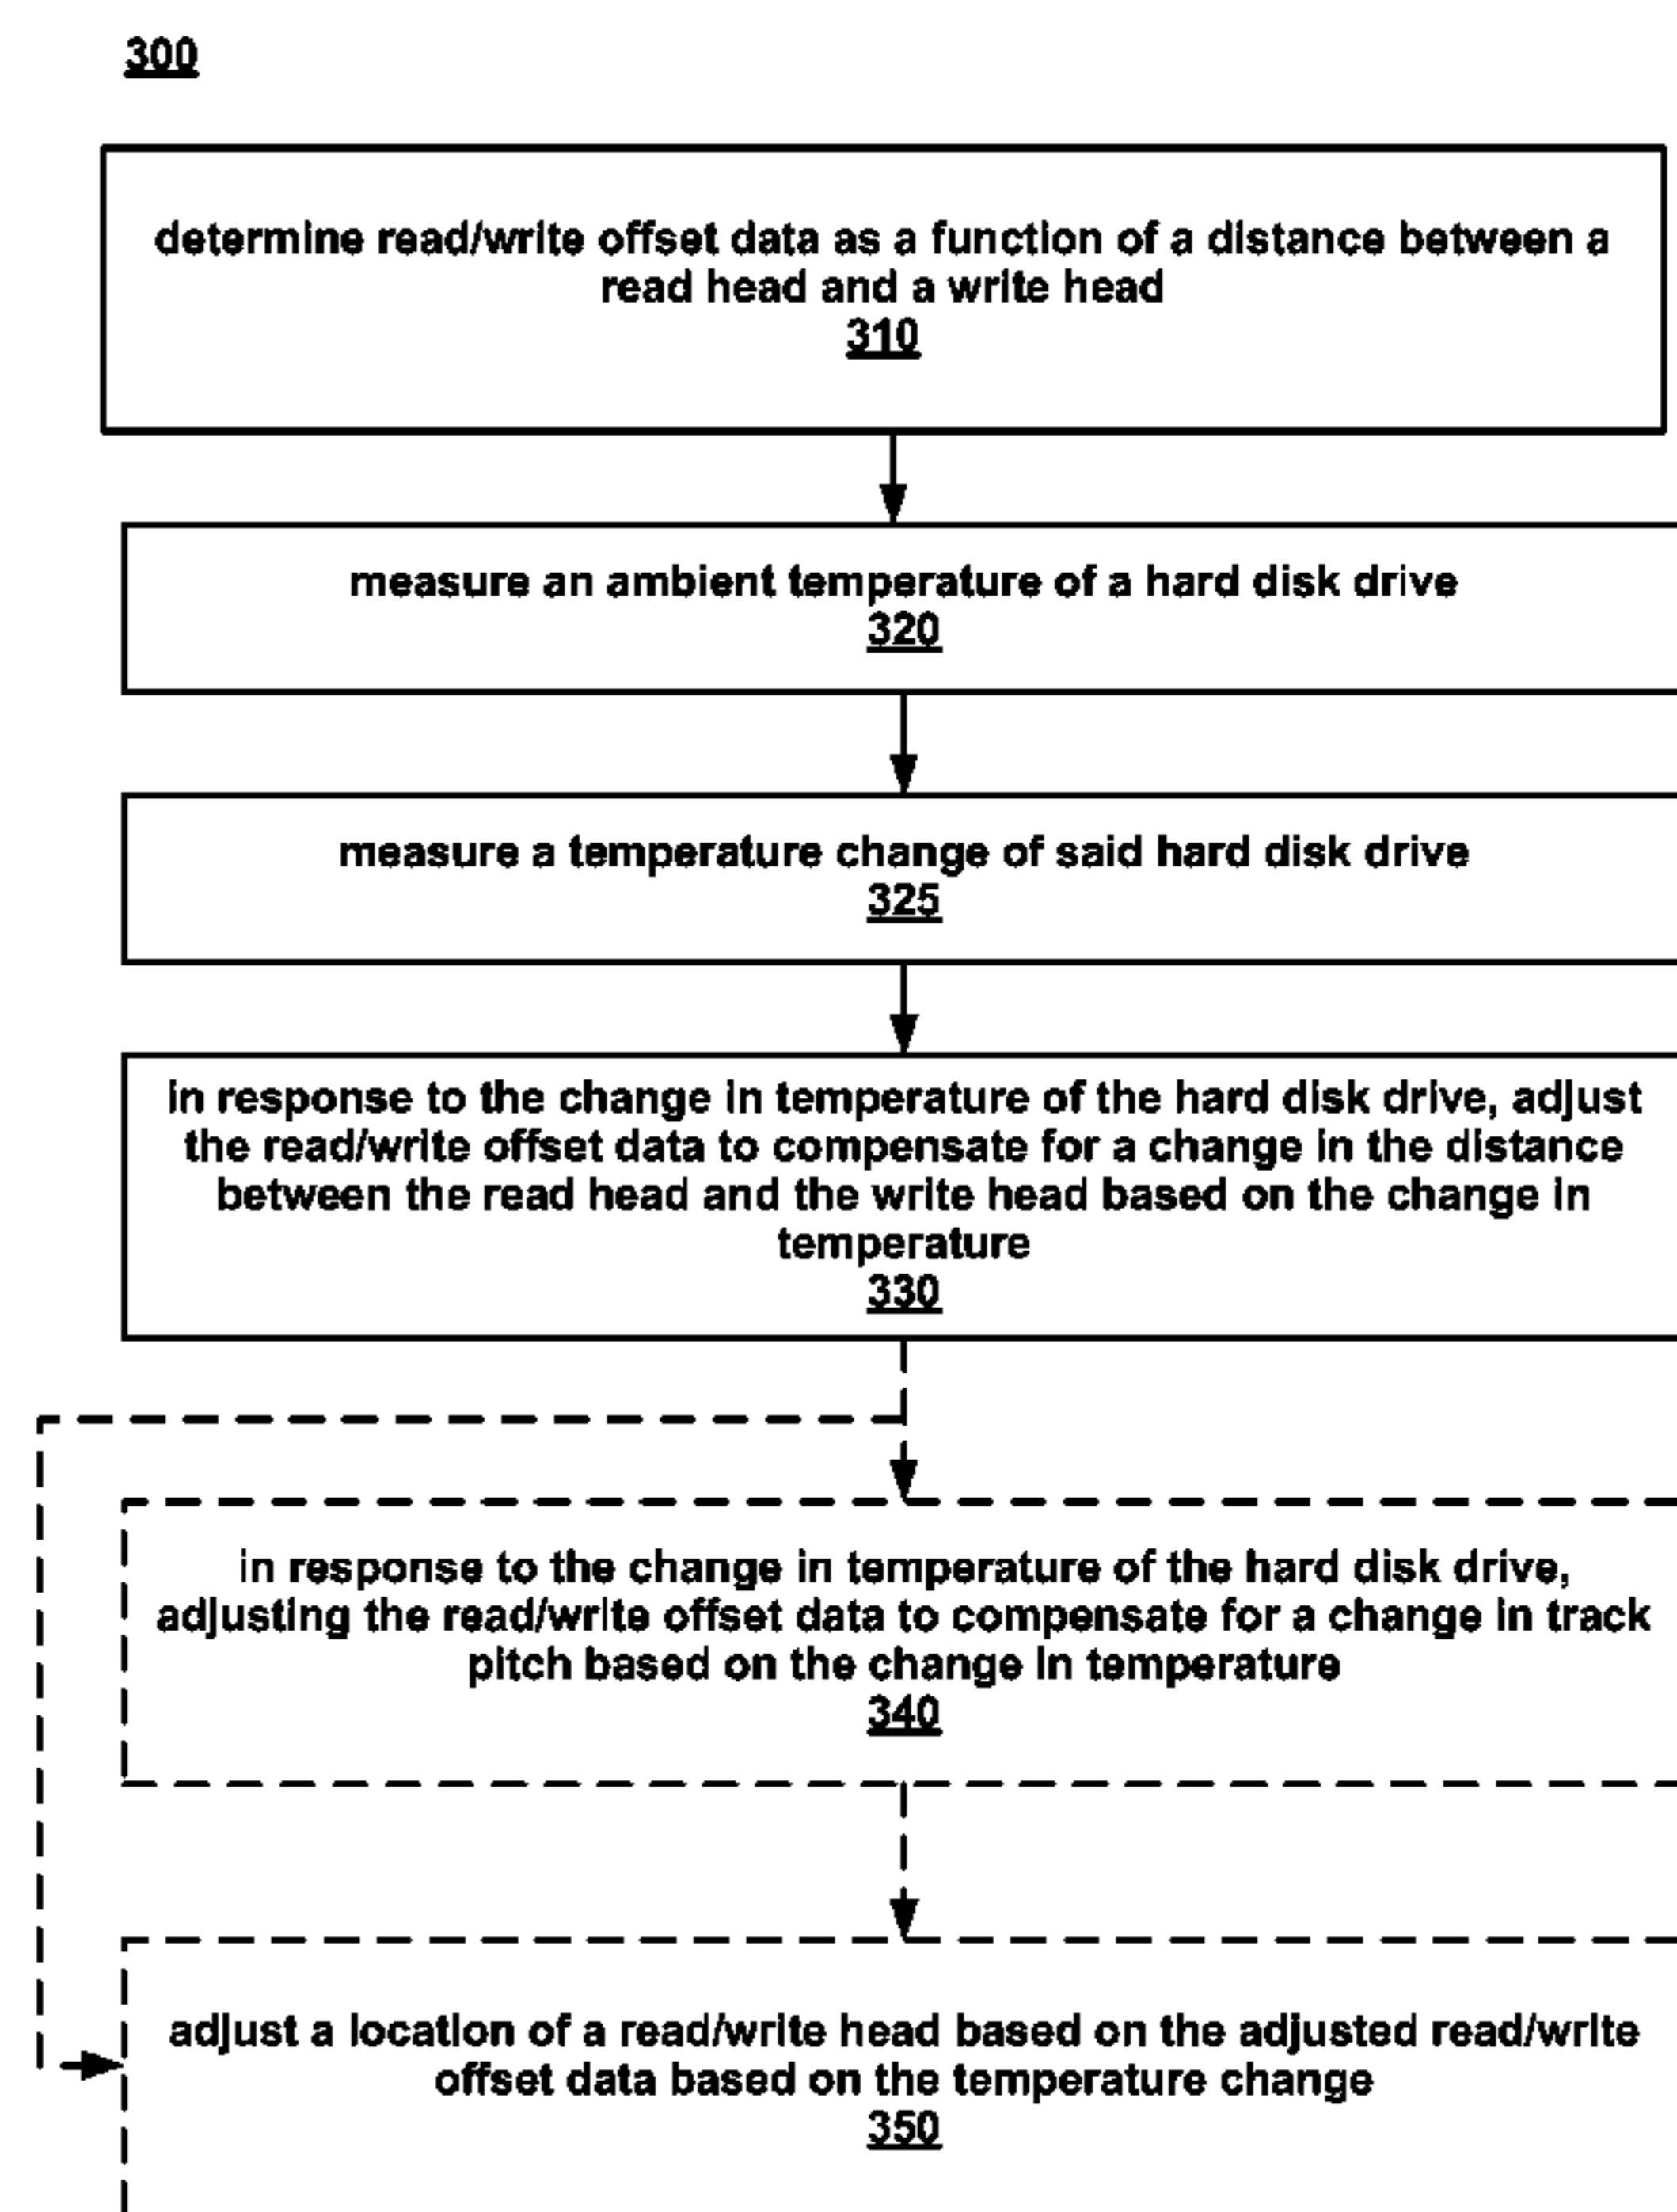 300
determine read/write offset data as a function of a distance between a
read head and a write head
310
measure an ambient temperature of a hard disk drive
320
measure a temperature change of said hard disk drive
325
in response to the change in temperature of the hard disk drive, adjust
the read/write offset data to compensate for a change in the distance
between the read head and the write head based on the change in
temperature
330
in response to the change in temperature of the hard disk drive,
adjusting the read/write offset data to compensate for a change in track
pitch based on the change in temperature
340
adjust a location of a read/write head based on the adjusted read/write
offset data based on the temperature change
350